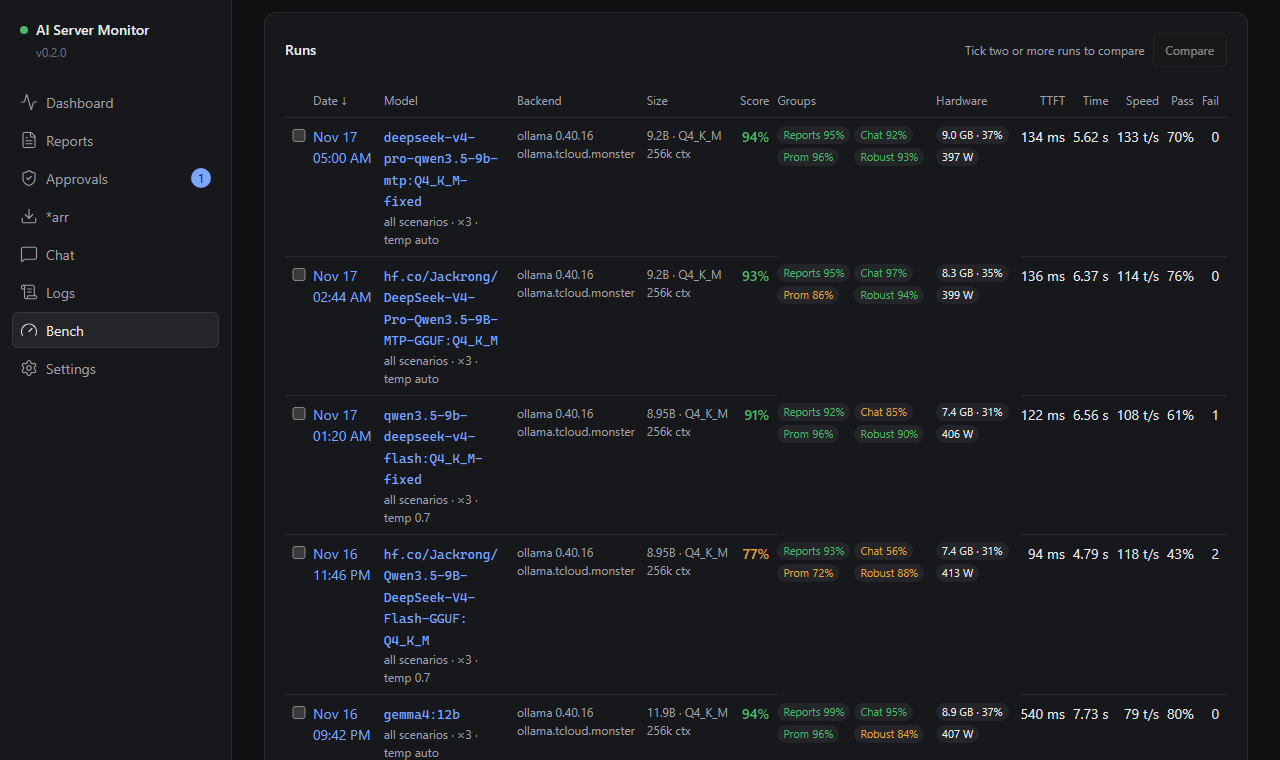 AI Server Monitor
v0.2.0
Dashboard
Reports
Approvals 1
*arr
Chat
Logs
Bench
Settings
Runs
Tick two or more runs to compare Compare
Date ↓ Model Backend Size Score Groups Hardware TTFT Time Speed Pass Fail
Nov 17 deepseek-v4- ollama 0.40.16 9.2B · Q4_K_M 94% Reports 95% Chat 92% 9.0 GB · 37% 134 ms 5.62 s 133 t/s 70% 0
05:00 AM pro-qwen3.5-9b- ollama.tcloud.monster 256k ctx Prom 96% Robust 93% 397 W
mtp:Q4_K_M-
fixed
all scenarios · ×3 ·
temp auto
Nov 17 hf.co/Jackrong/ ollama 0.40.16 9.2B · Q4_K_M 93% Reports 95% Chat 97% 8.3 GB · 35% 136 ms 6.37 s 114 t/s 76% 0
02:44 AM DeepSeek-V4- ollama.tcloud.monster 256k ctx Prom 86% Robust 94% 399 W
Pro-Qwen3.5-9B-
MTP-GGUF:Q4_K_M
all scenarios · ×3 ·
temp auto
Nov 17 qwen3.5-9b- ollama 0.40.16 8.95B · Q4_K_M 91% Reports 92% Chat 85% 7.4 GB · 31% 122 ms 6.56 s 108 t/s 61% 1
01:20 AM deepseek-v4- ollama.tcloud.monster 256k ctx Prom 96% Robust 90% 406 W
flash:Q4_K_M-
fixed
all scenarios · ×3 ·
temp 0.7
Nov 16 hf.co/Jackrong/ ollama 0.40.16 8.95B · Q4_K_M 77% Reports 93% Chat 56% 7.4 GB · 31% 94 ms 4.79 s 118 t/s 43% 2
11:46 PM Qwen3.5-9B- ollama.tcloud.monster 256k ctx Prom 72% Robust 88% 413 W
DeepSeek-V4-
Flash-GGUF:
Q4_K_M
all scenarios · ×3 ·
temp 0.7
Nov 16 gemma4:12b ollama 0.40.16 11.9B · Q4_K_M 94% Reports 99% Chat 95% 8.9 GB · 37% 540 ms 7.73 s 79 t/s 80% 0
09:42 PM all scenarios · ×3 · ollama.tcloud.monster 256k ctx Prom 96% Robust 84% 407 W
temp auto